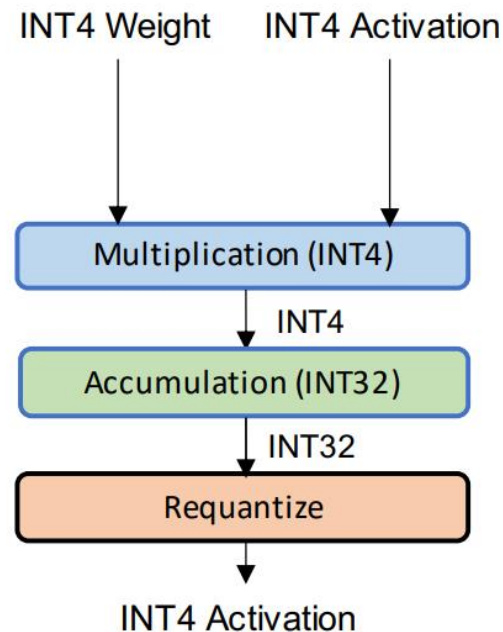 INT4 Weight INT4 Activation
Multiplication (INT4)
INT4
Accumulation (INT32)
INT32
Requantize
INT4 Activation